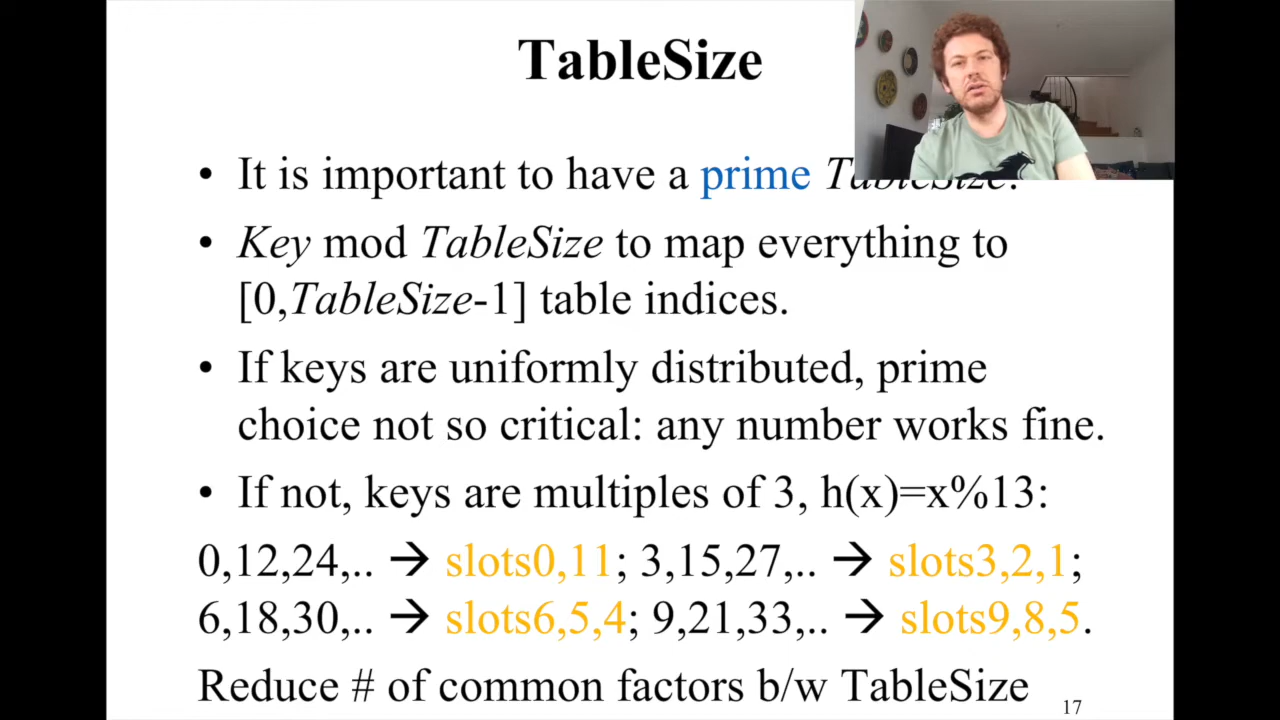 TableSize
• It is important to have a prime TableSize.
• Key mod TableSize to map everything to
[0,TableSize-1] table indices.
• If keys are uniformly distributed, prime
choice not so critical: any number works fine.
• If not, keys are multiples of 3, h(x)=x%13:
0,12,24,.. → slots0,11; 3,15,27,.. → slots3,2,1;
6,18,30,.. → slots6,5,4; 9,21,33,.. → slots9,8,5.
Reduce # of common factors b/w TableSize
17